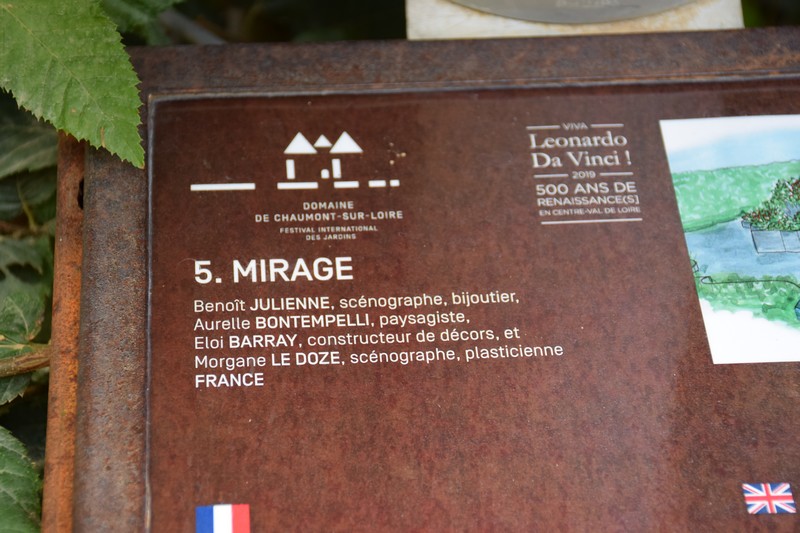 DOMAINE
DE CHAUMONT-SUR-LOIRE
FESTIVAL INTERNATIONAL
DES JARDINS
VIVA
Leonardo
Da Vinci !
2019
500 ANS DE
RENAISSANCE[S]
EN CENTRE-VAL DE LOIRE
5. MIRAGE
Benoît JULIENNE, scénographe, bijoutier,
Aurelle BONTEMPELLI, paysagiste,
Eloi BARRAY, constructeur de décors, et
Morgane LE DOZE, scénographe, plasticienne
FRANCE